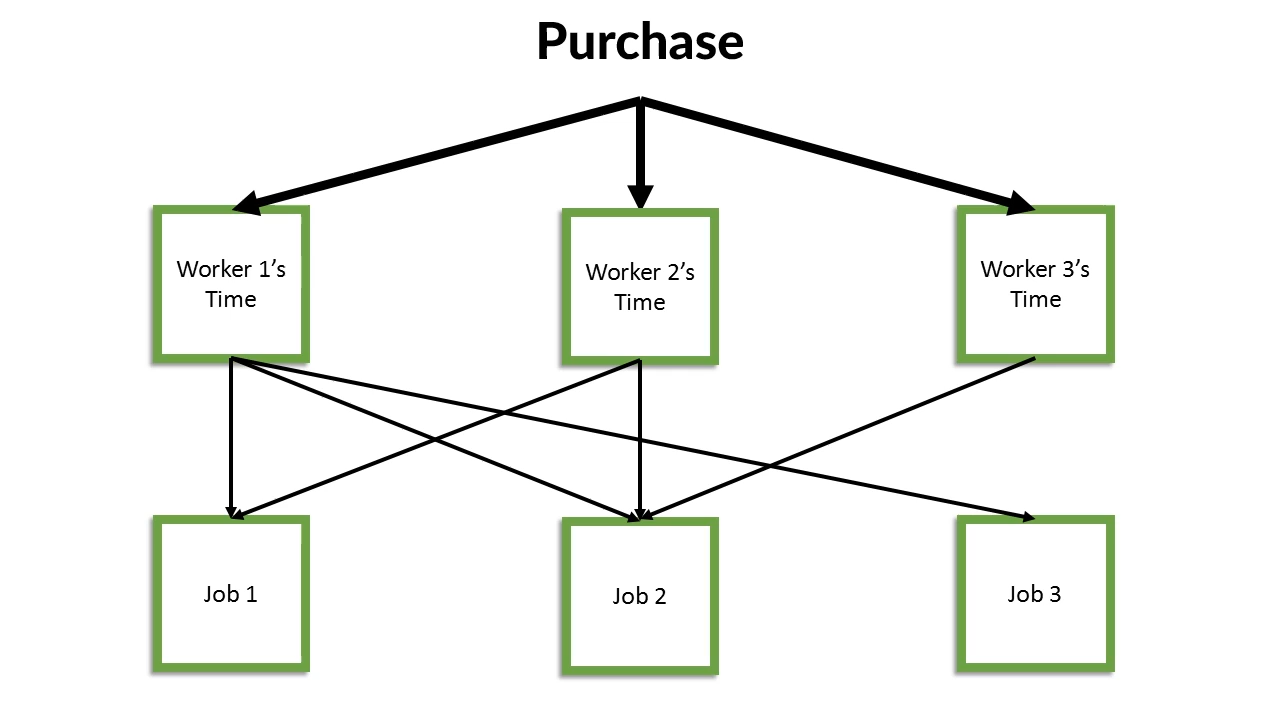 Purchase
Worker 1’s
Time
Worker 2’s
Time
Worker 3’s
Time
Job 1
Job 2
Job 3